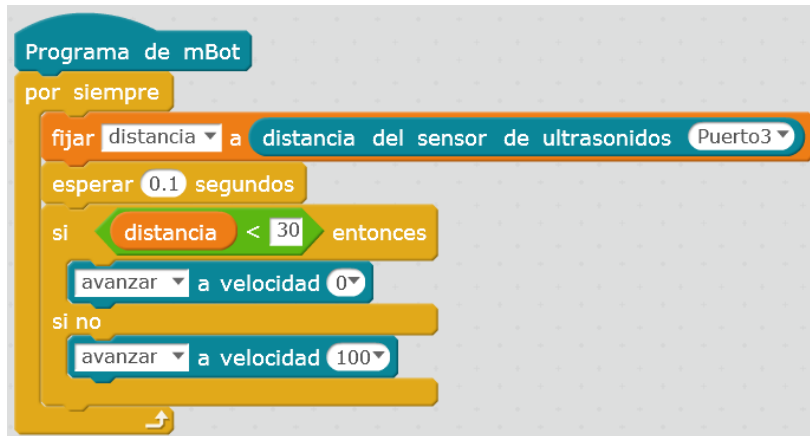 Programa de mBot
por siempre
fijar distancia a distancia del sensor de ultrasonidos Puerto3
esperar 0.1 segundos
si distancia < 30 entonces
avanzar a velocidad 0
si no
avanzar a velocidad 100